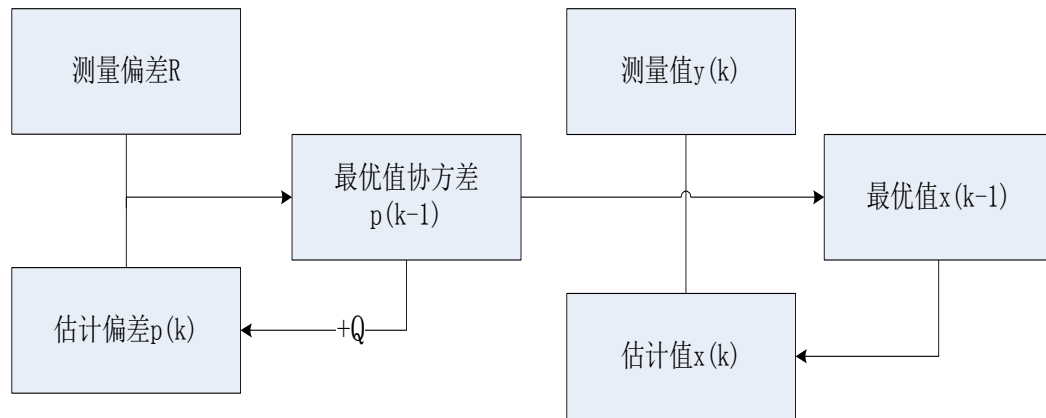 测量偏差R
测量值y(k)
最优值协方差
p(k-1)
最优值x(k-1)
估计偏差p(k)
+Q
估计值x(k)